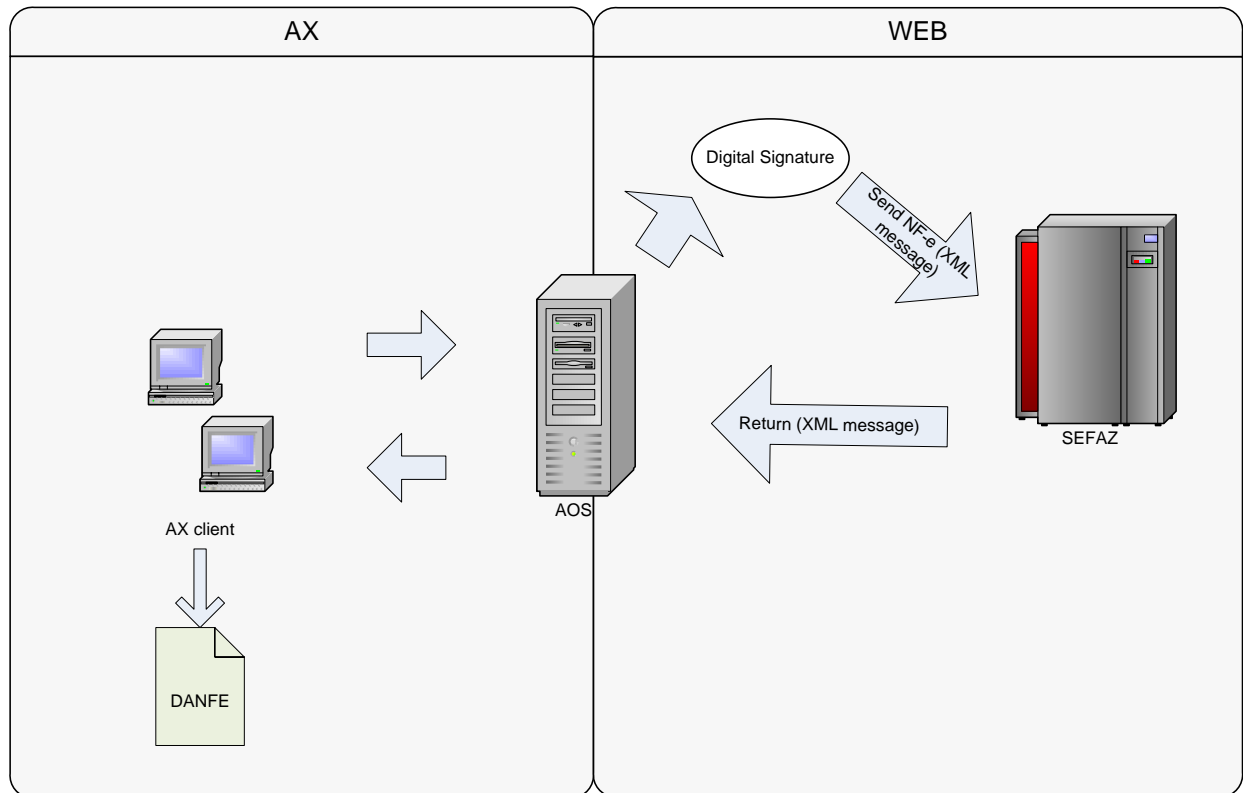 AX
WEB
Digital Signature
Send NF-e (XML
message)
Return (XML message)
SEFAZ
AOS
AX client
DANFE